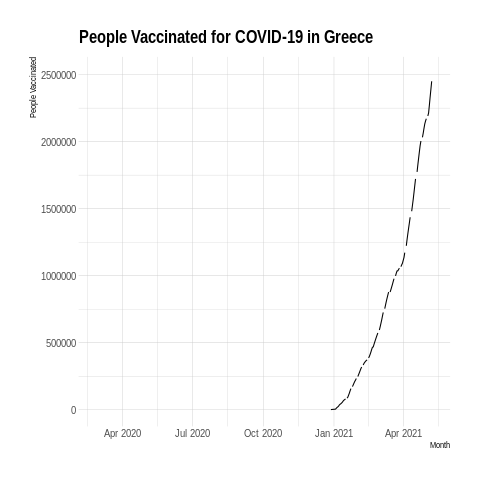 People Vaccinated for COVID-19 in Greece
People Vaccinated
2500000
2000000
1500000
1000000
500000
0
Apr 2020 Jul 2020 Oct 2020 Jan 2021 Apr 2021
Month